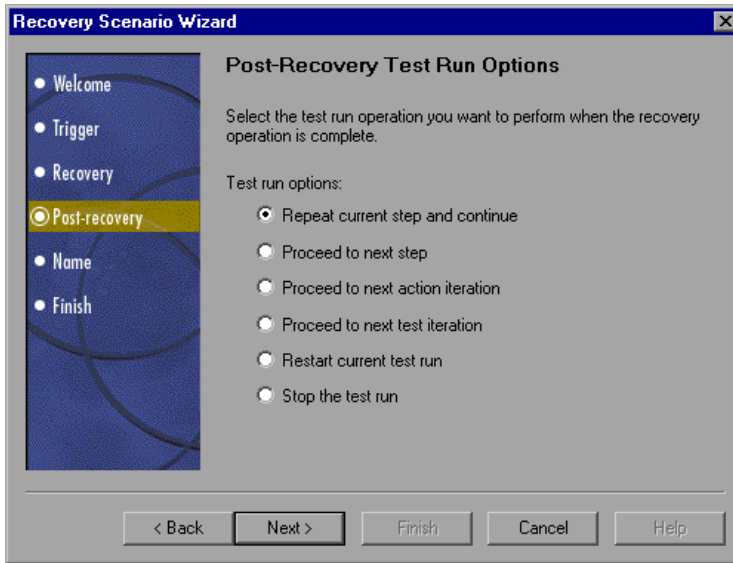 Recovery Scenario Wizard
Welcome
Trigger
Recovery
Post-recovery
Name
Finish
Post-Recovery Test Run Options
Select the test run operation you want to perform when the recovery
operation is complete.
Test run options:
Repeat current step and continue
Proceed to next step
Proceed to next action iteration
Proceed to next test iteration
Restart current test run
Stop the test run
< Back Next > Finish Cancel Help